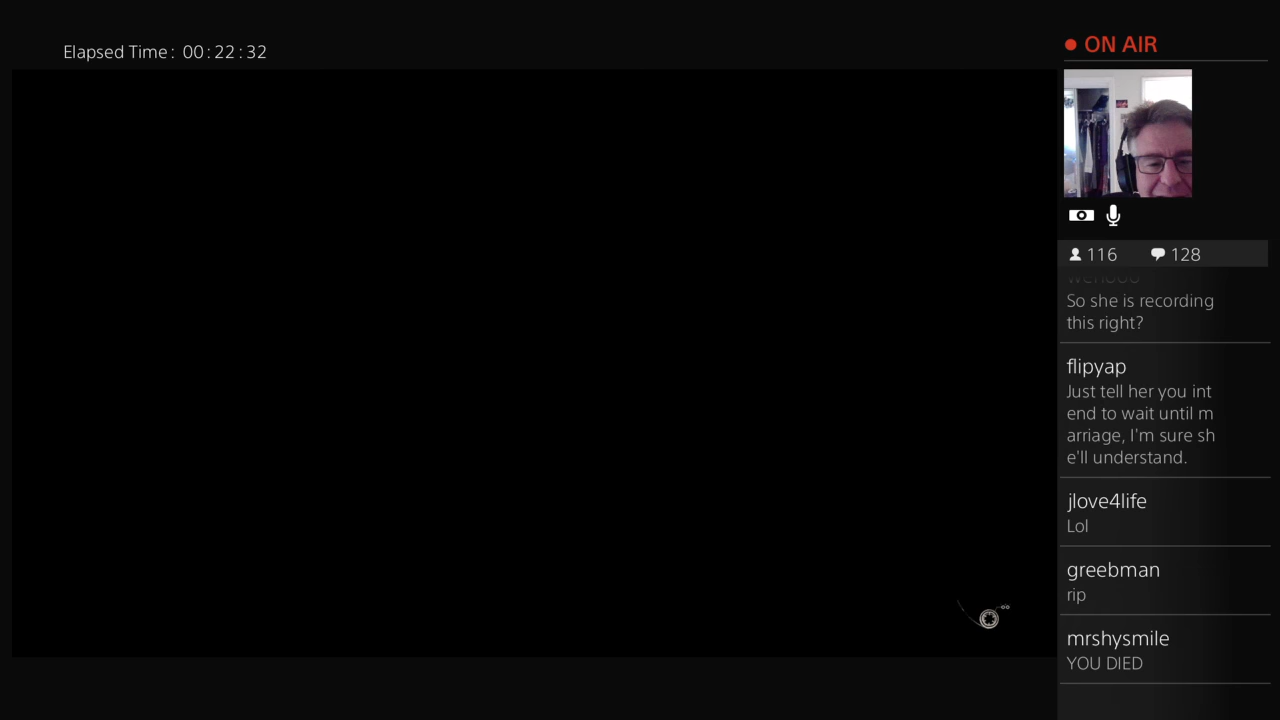 Elapsed Time: 00:22:32
ON AIR
116 128
So she is recording
this right?
flipyap
Just tell her you int
end to wait until m
arriage, I'm sure sh
e'll understand.
jlove4life
Lol
greebman
rip
mrshysmile
YOU DIED